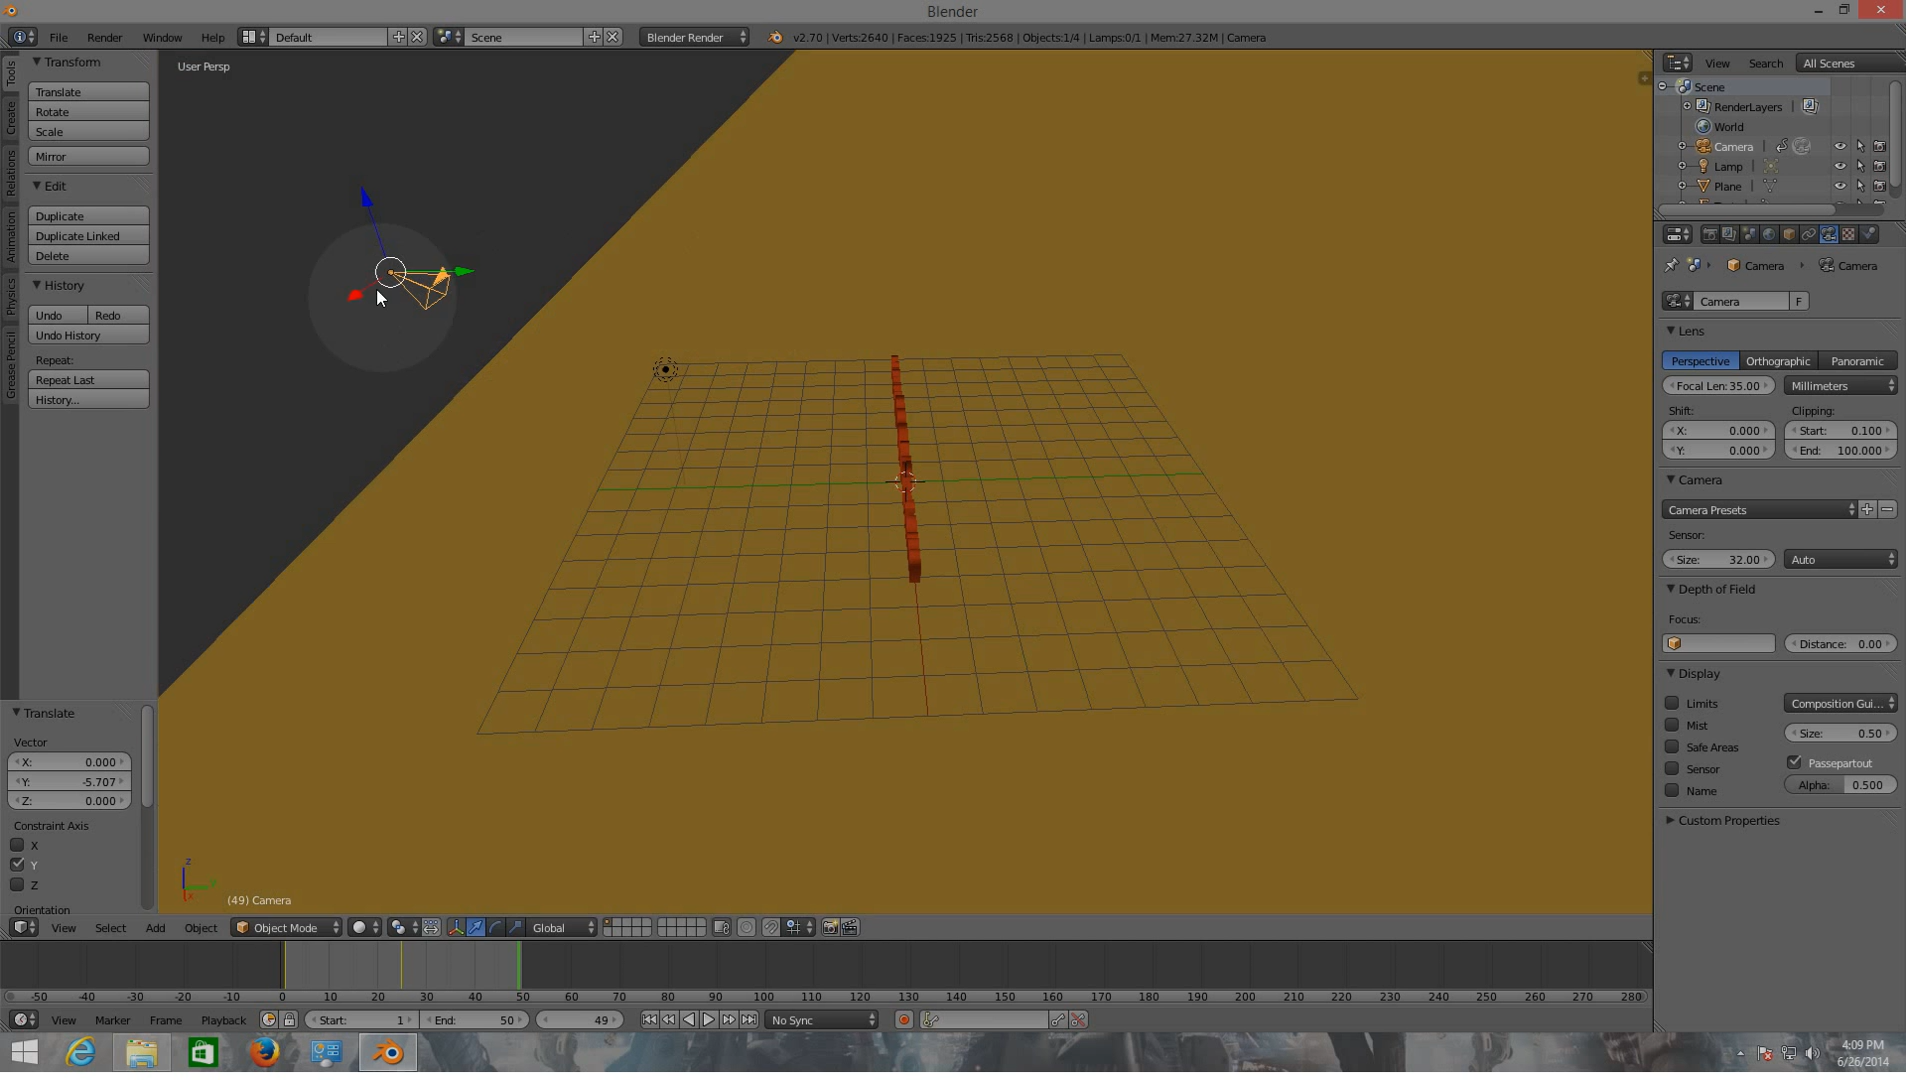 Blender
File Render Window Help Default Scene Blender Render v2.70 | Verts:2640 | Faces:1925 | Tris:2568 | Objects:1/4 | Lamps:0/1 | Mem:27.32M | Camera
View Search All Scenes
Tools
Create
Relations
Animation
Physics
Grease Pencil
Transform
Translate
Rotate
Scale
Mirror
Edit
Duplicate
Duplicate Linked
Delete
History
Undo Redo
Undo History
Repeat:
Repeat Last
History...
Translate
Vector
X: 0.000
Y: -5.707
Z: 0.000
Constraint Axis
X
Y
Z
Orientation
User Persp
(49) Camera
Scene
RenderLayers
World
Camera
Lamp
Plane
Camera Camera
Camera F
Lens
Perspective Orthographic Panoramic
Focal Len: 35.00 Millimeters
Shift: Clipping:
X: 0.000 Start: 0.100
Y: 0.000 End: 100.000
Camera
Camera Presets
Sensor:
Size: 32.00 Auto
Depth of Field
Focus:
Distance: 0.00
Display
Limits Composition Gui...
Mist Size: 0.50
Safe Areas
Sensor Passepartout
Name Alpha: 0.500
Custom Properties
View Select Add Object Object Mode Global
-50 -40 -30 -20 -10 0 10 20 30 40 50 60 70 80 90 100 110 120 130 140 150 160 170 180 190 200 210 220 230 240 250 260 270 280
View Marker Frame Playback Start: 1 End: 50 49 No Sync
4:09 PM
6/26/2014